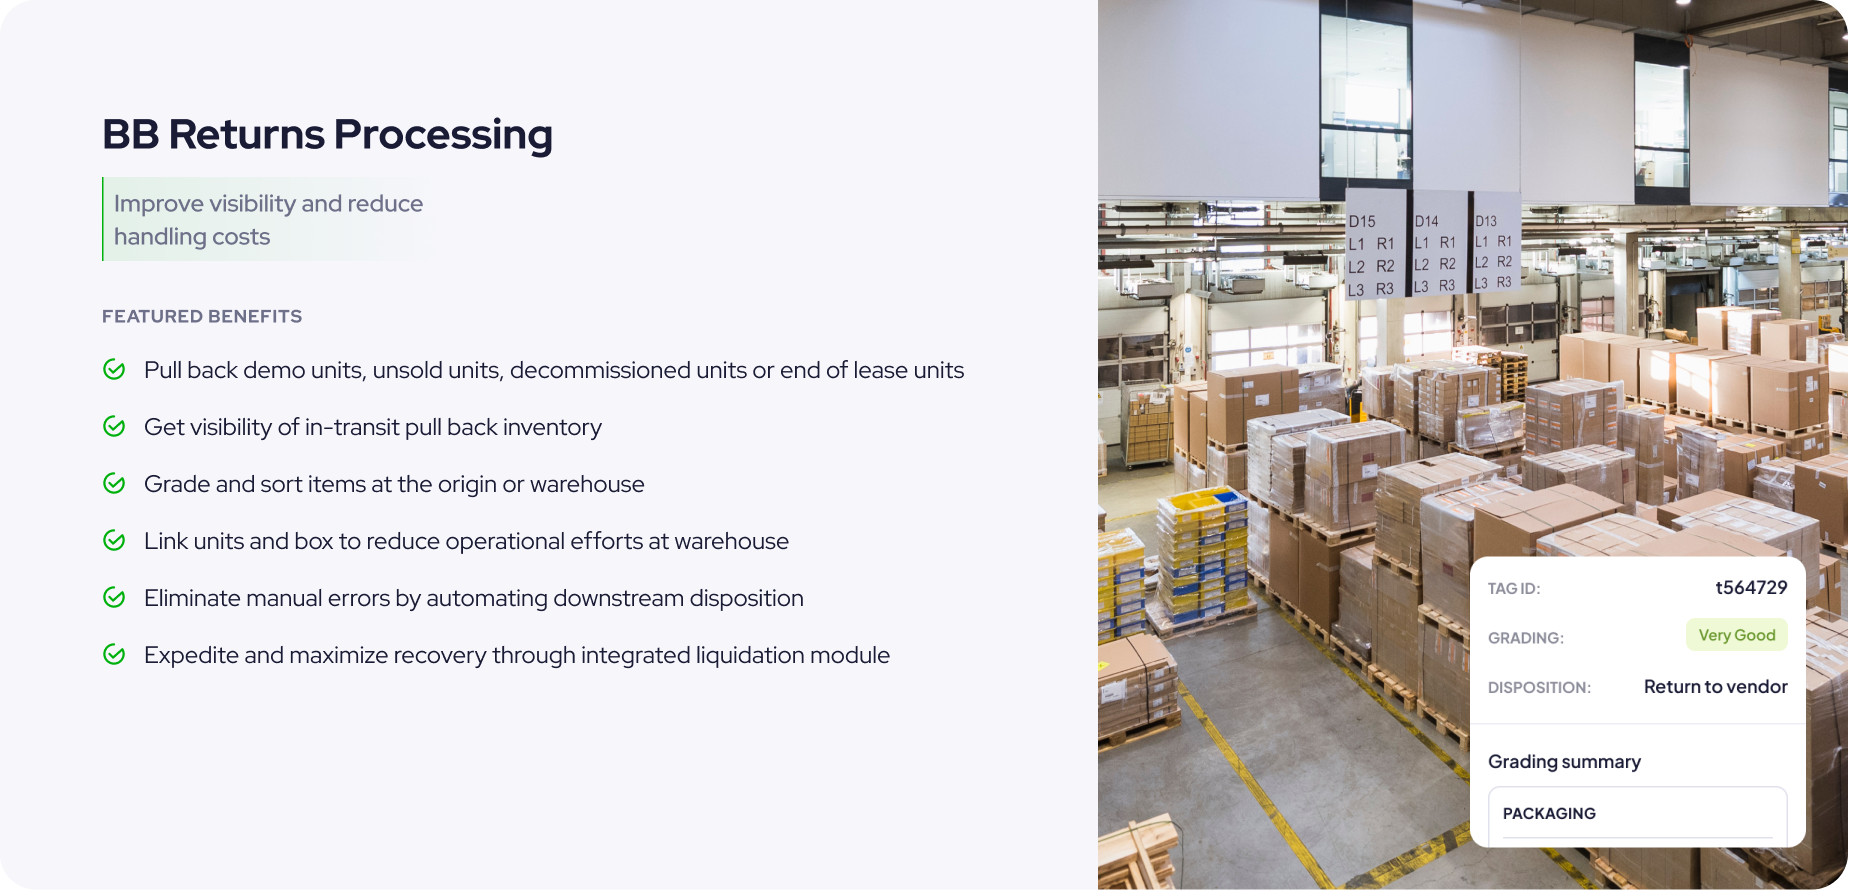 BB Returns Processing
Improve visibility and reduce
handling costs
FEATURED BENEFITS
Pull back demo units, unsold units, decommissioned units or end of lease units
Get visibility of in-transit pull back inventory
Grade and sort items at the origin or warehouse
Link units and box to reduce operational efforts at warehouse
Eliminate manual errors by automating downstream disposition
Expedite and maximize recovery through integrated liquidation module
D15 D14 D13
L1 R1 L1 R1 L1 R1
L2 R2 L2 R2 L2 R2
L3 R3 L3 R3 L3 R3
TAG ID: t564729
GRADING: Very Good
DISPOSITION: Return to vendor
Grading summary
PACKAGING